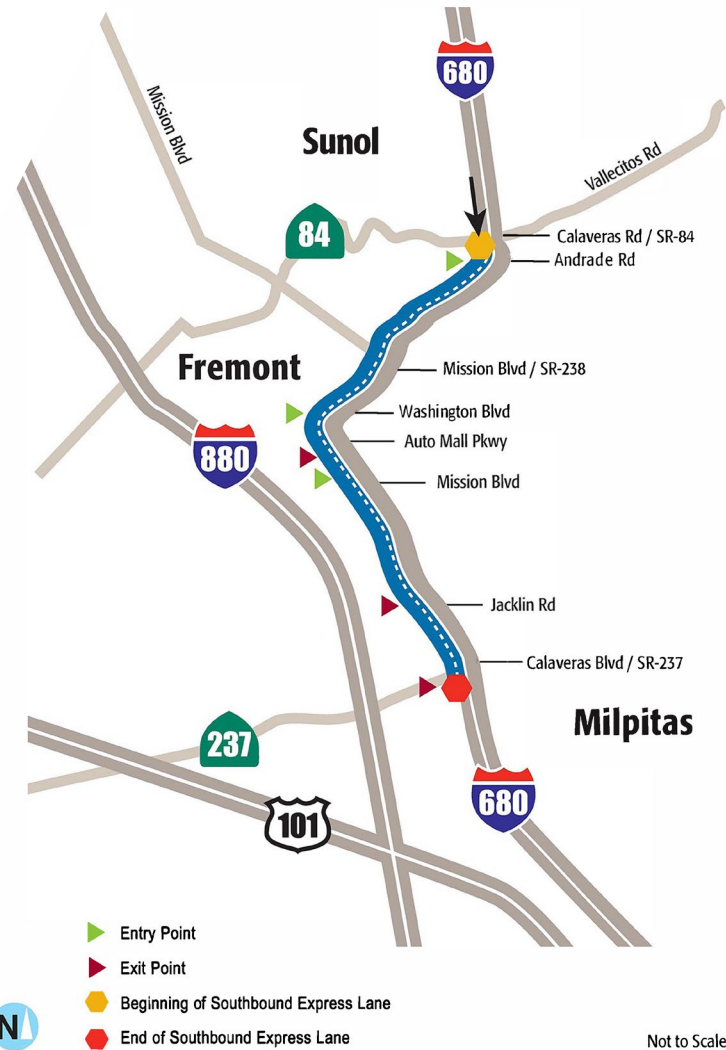 680
Mission Blvd
Sunol
Vallecitos Rd
84
Calaveras Rd / SR-84
Andrade Rd
Fremont
Mission Blvd / SR-238
Washington Blvd
Auto Mall Pkwy
880
Mission Blvd
Jacklin Rd
Calaveras Blvd / SR-237
Milpitas
237
680
101
Entry Point
Exit Point
Beginning of Southbound Express Lane
End of Southbound Express Lane
N
Not to Scale